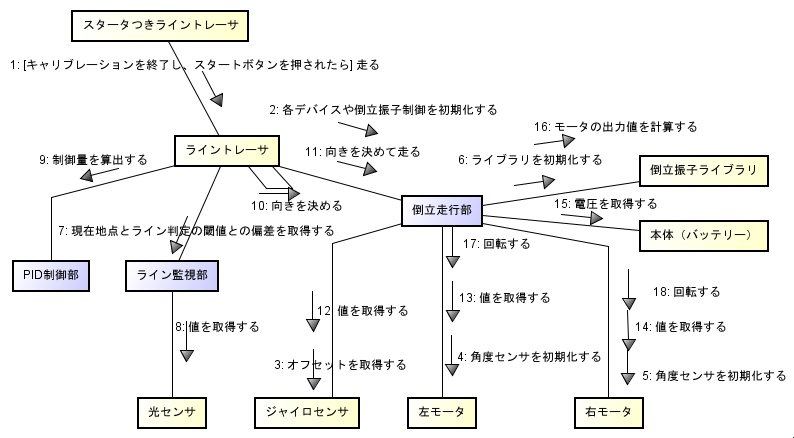 スタータつきライントレーサ
1: [キャリブレーションを終了し、スタートボタンを押されたら] 走る
2: 各デバイスや倒立振子制御を初期化する
16: モータの出力値を計算する
ライントレーサ
11: 向きを決めて走る
9: 制御量を算出する
6: ライブラリを初期化する
倒立振子ライブラリ
10: 向きを決める
倒立走行部
15: 電圧を取得する
7: 現在地点とライン判定の閾値との偏差を取得する
本体（バッテリー）
17: 回転する
PID制御部
ライン監視部
18: 回転する
13: 値を取得する
12: 値を取得する
8: 値を取得する
14: 値を取得する
4: 角度センサを初期化する
3: オフセットを取得する
5: 角度センサを初期化する
光センサ
ジャイロセンサ
左モータ
右モータ